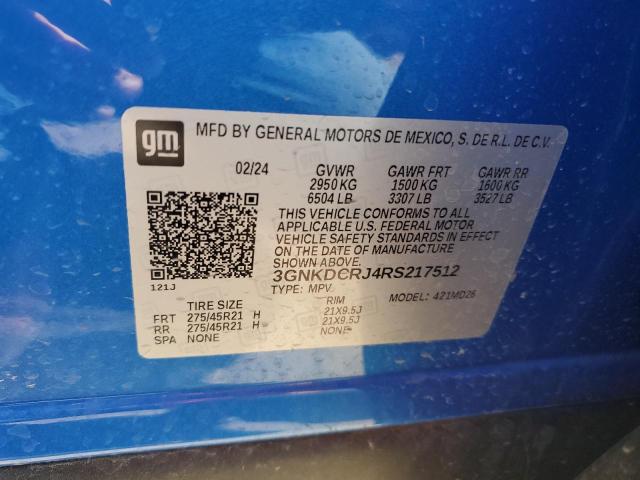 gm
MFD BY GENERAL MOTORS DE MEXICO, S. DE R.L. DE C.V.
02/24 GVWR GAWR FRT GAWR RR
2950 KG 1500 KG 1600 KG
6504 LB 3307 LB 3527 LB
THIS VEHICLE CONFORMS TO ALL
APPLICABLE U.S. FEDERAL MOTOR
VEHICLE SAFETY STANDARDS IN EFFECT
ON THE DATE OF MANUFACTURE
SHOWN ABOVE.
3GNKDCRJ4RS217512
121J
TYPE: MPV MODEL: 421MD26
TIRE SIZE RIM
FRT 275/45R21 H 21X9.5J
RR 275/45R21 H 21X9.5J
SPA NONE NONE